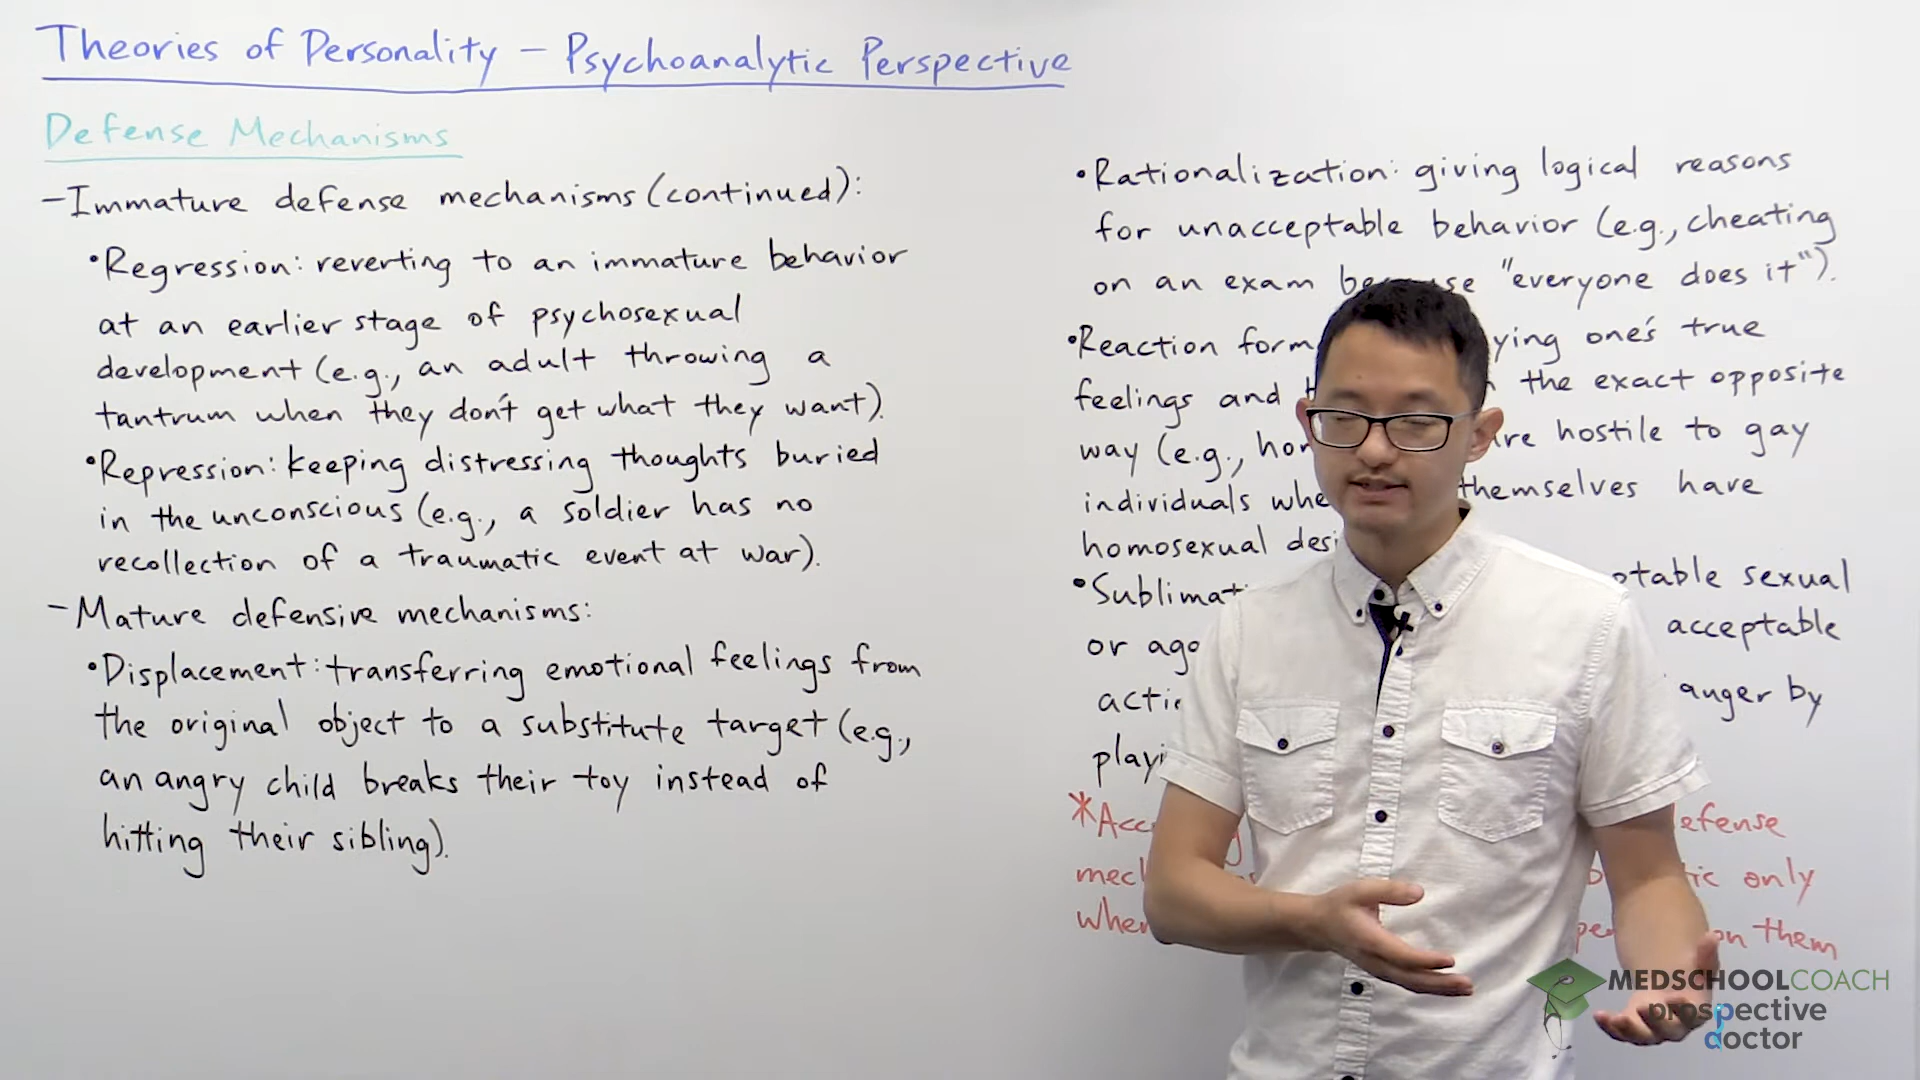 Theories of Personality – Psychoanalytic Perspective
Defense Mechanisms
– Immature defense mechanisms (continued):
• Regression: reverting to an immature behavior
at an earlier stage of psychosexual
development (e.g., an adult throwing a
tantrum when they don't get what they want).
• Repression: keeping distressing thoughts buried
in the unconscious (e.g., a soldier has no
recollection of a traumatic event at war).
– Mature defensive mechanisms:
• Displacement: transferring emotional feelings from
the original object to a substitute target (e.g.,
an angry child breaks their toy instead of
hitting their sibling).
• Rationalization: giving logical reasons
for unacceptable behavior (e.g., cheating
on an exam because "everyone does it").
• Reaction one's true
feelings and the exact opposite
way (e.g., hostile to gay
individuals themselves have
homosexual
• sexual
or acceptable
anger by
*
only
on them
MEDSCHOOLCOACH
prospective
doctor